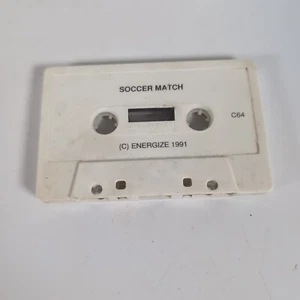 SOCCER MATCH
C64
(C) ENERGIZE 1991